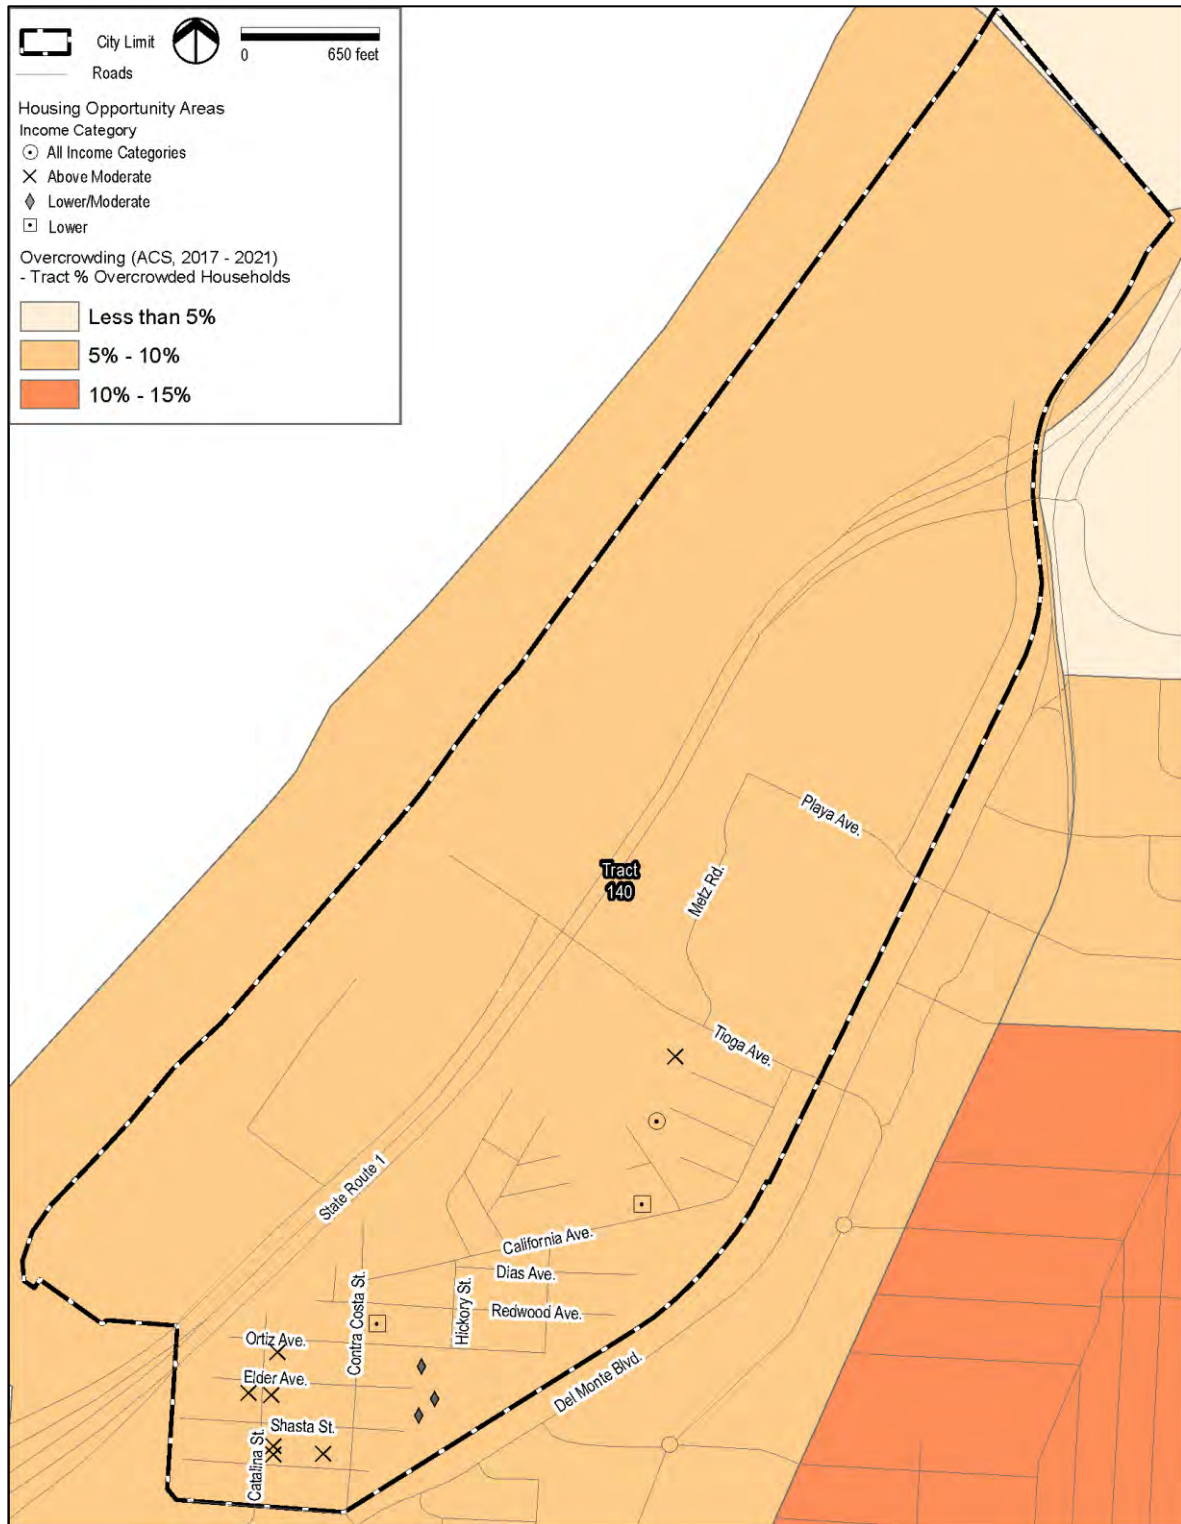 City Limit
0 650 feet
Roads
Housing Opportunity Areas
Income Category
All Income Categories
Above Moderate
Lower/Moderate
Lower
Overcrowding (ACS, 2017 - 2021)
- Tract % Overcrowded Households
Less than 5%
5% - 10%
10% - 15%
Playa Ave.
Tract
140
Metz Rd.
Tioga Ave.
State Route 1
California Ave.
Dias Ave.
Contra Costa St.
Hickory St.
Redwood Ave.
Ortiz Ave.
Elder Ave.
Del Monte Blvd.
Shasta St.
Catalina St.